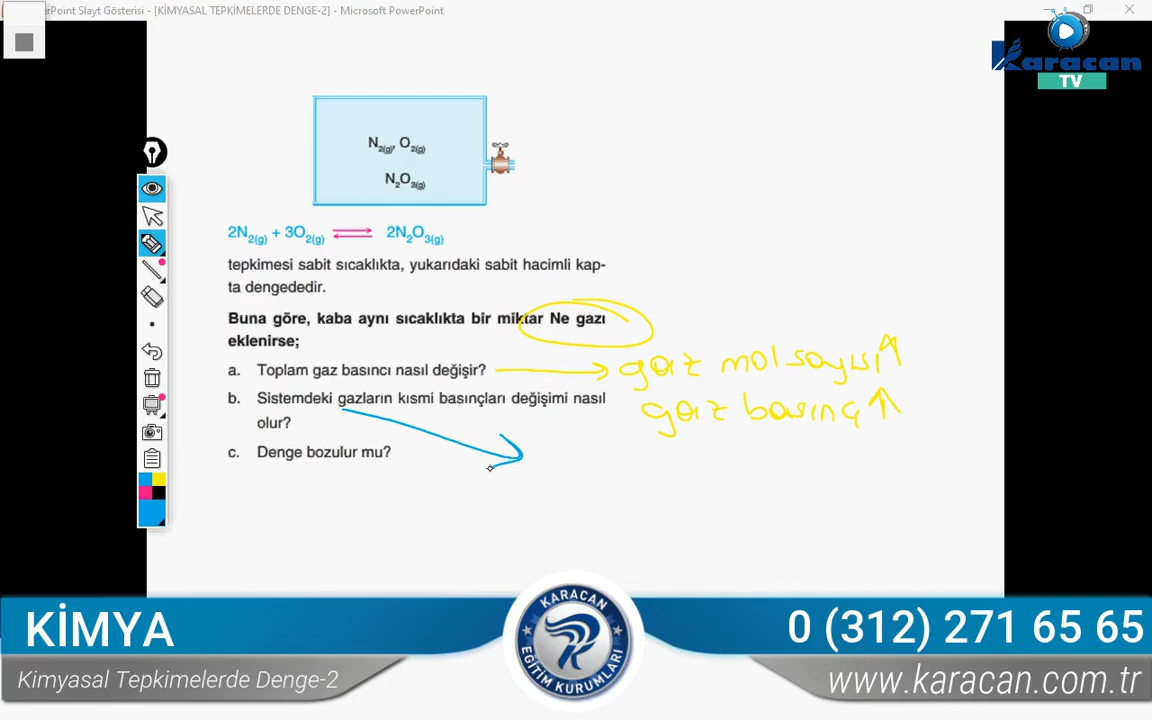 PowerPoint Slayt Gösterisi - [KİMYASAL TEPKİMELERDE DENGE-2] - Microsoft PowerPoint
Karacan
TV
N2(g), O2(g)
N2O3(g)
2N2(g) + 3O2(g) ⇌ 2N2O3(g)
tepkimesi sabit sıcaklıkta, yukarıdaki sabit hacimli kap-
ta dengededir.
Buna göre, kaba aynı sıcaklıkta bir miktar Ne gazı
eklenirse;
a. Toplam gaz basıncı nasıl değişir? → gaz mol sayısı ↑
gaz basınç ↑
b. Sistemdeki gazların kısmi basınçları değişimi nasıl
olur?
c. Denge bozulur mu?
KİMYA
Kimyasal Tepkimelerde Denge-2
KARACAN
EĞİTİM KURUMLARI
0 (312) 271 65 65
www.karacan.com.tr